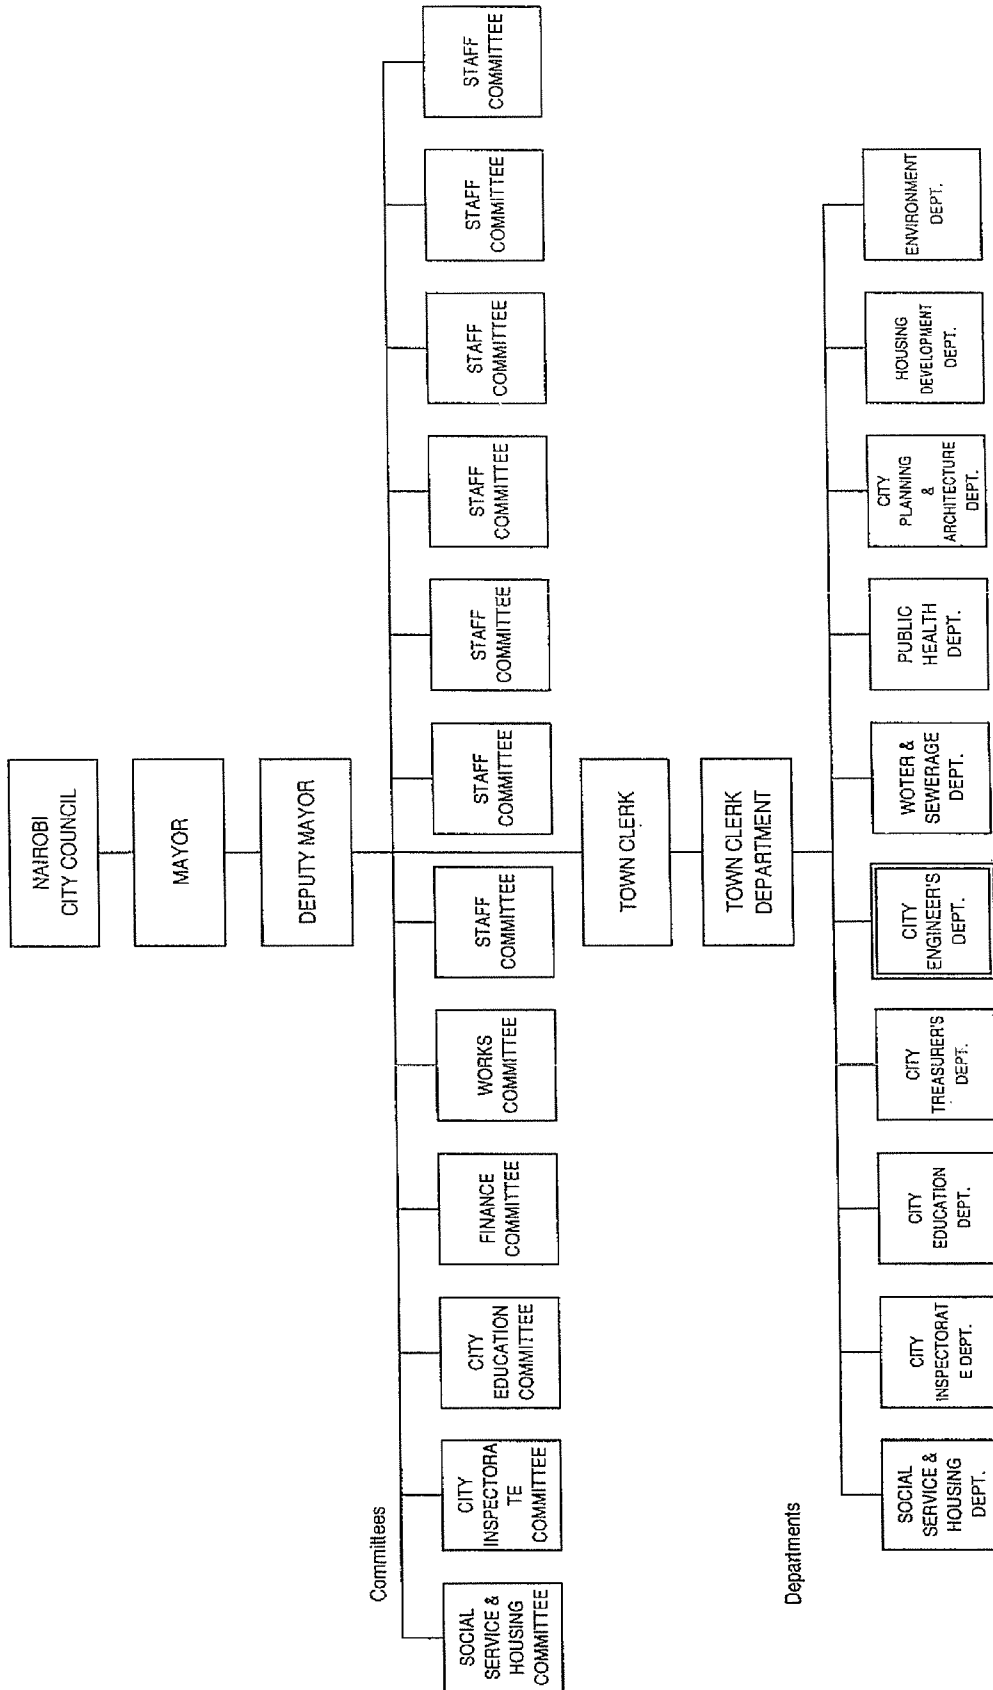 NAIROBI
CITY COUNCIL
MAYOR
DEPUTY MAYOR
Committees
SOCIAL
SERVICE &
HOUSING
COMMITTEE
CITY
INSPECTORA
TE
COMMITTEE
CITY
EDUCATION
COMMITTEE
FINANCE
COMMITTEE
WORKS
COMMITTEE
STAFF
COMMITTEE
STAFF
COMMITTEE
STAFF
COMMITTEE
STAFF
COMMITTEE
STAFF
COMMITTEE
STAFF
COMMITTEE
STAFF
COMMITTEE
TOWN CLERK
TOWN CLERK
DEPARTMENT
Departments
SOCIAL
SERVICE &
HOUSING
DEPT.
CITY
INSPECTORAT
E DEPT.
CITY
EDUCATION
DEPT.
CITY
TREASURER'S
DEPT.
CITY
ENGINEER'S
DEPT.
WOTER &
SEWERAGE
DEPT.
PUBLIC
HEALTH
DEPT.
CITY
PLANNING
&
ARCHITECTURE
DEPT.
HOUSING
DEVELOPMENT
DEPT.
ENVIRONMENT
DEPT.